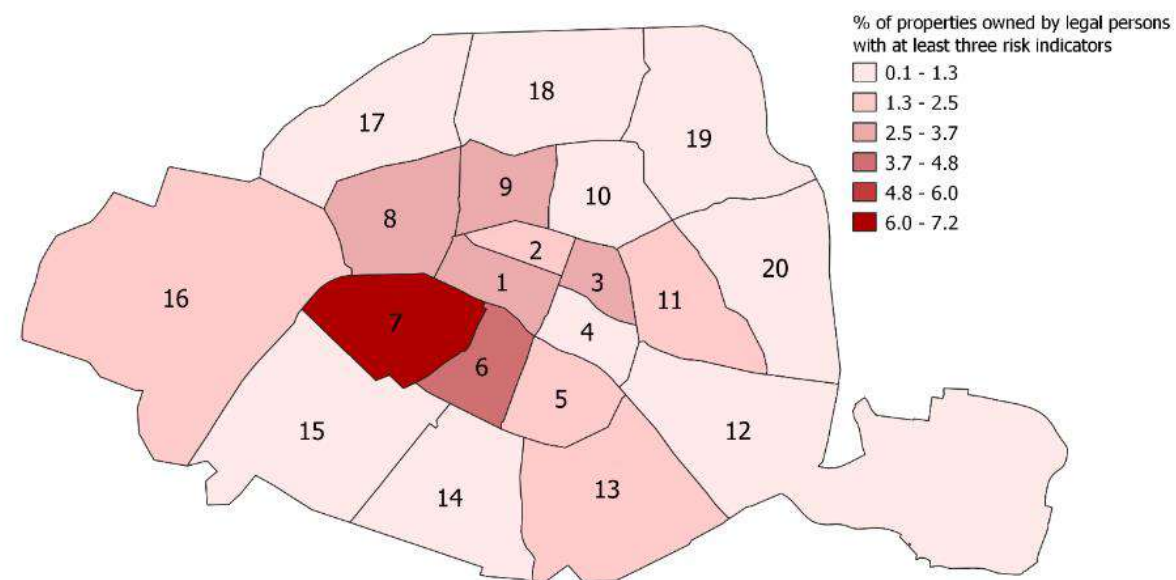 % of properties owned by legal persons
with at least three risk indicators
0.1 - 1.3
1.3 - 2.5
2.5 - 3.7
3.7 - 4.8
4.8 - 6.0
6.0 - 7.2
18
17
19
9
10
8
2
20
1
3
16
11
7
4
6
5
15
12
13
14